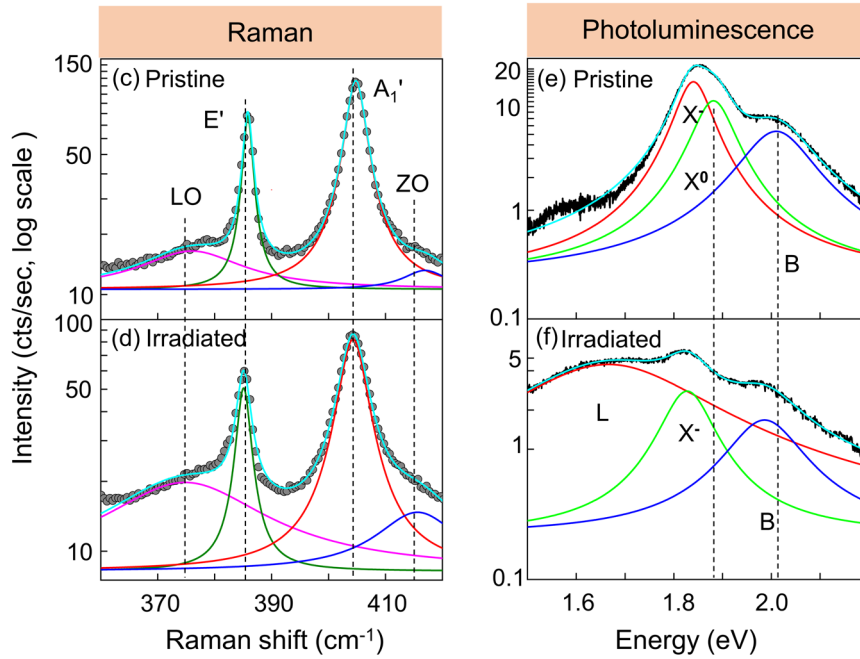 Raman
Photoluminescence
Intensity (cts/sec, log scale)
150
50
10
(c) Pristine
LO
E'
A₁'
ZO
100
50
10
(d) Irradiated
370
390
410
Raman shift (cm⁻¹)
20
10
1
0.1
(e) Pristine
X⁻
X⁰
B
5
1
0.1
(f) Irradiated
L
X⁻
B
1.6
1.8
2.0
Energy (eV)